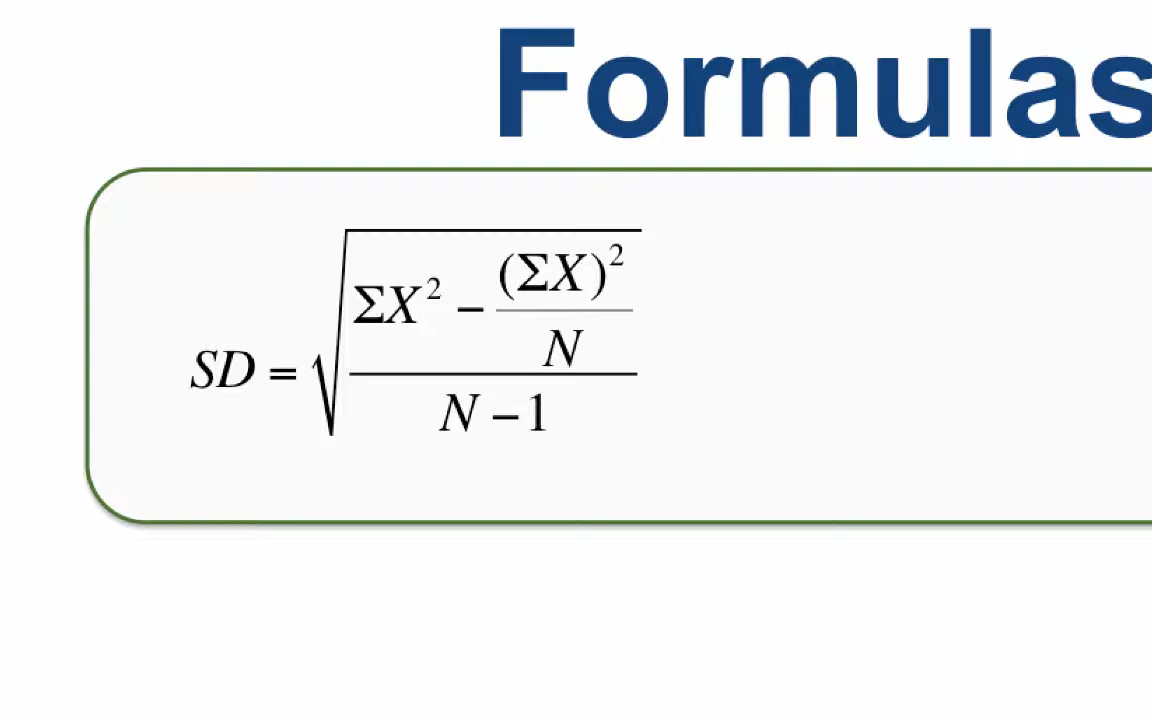 Formulas
SD = √((ΣX² − (ΣX)²/N)/(N − 1))